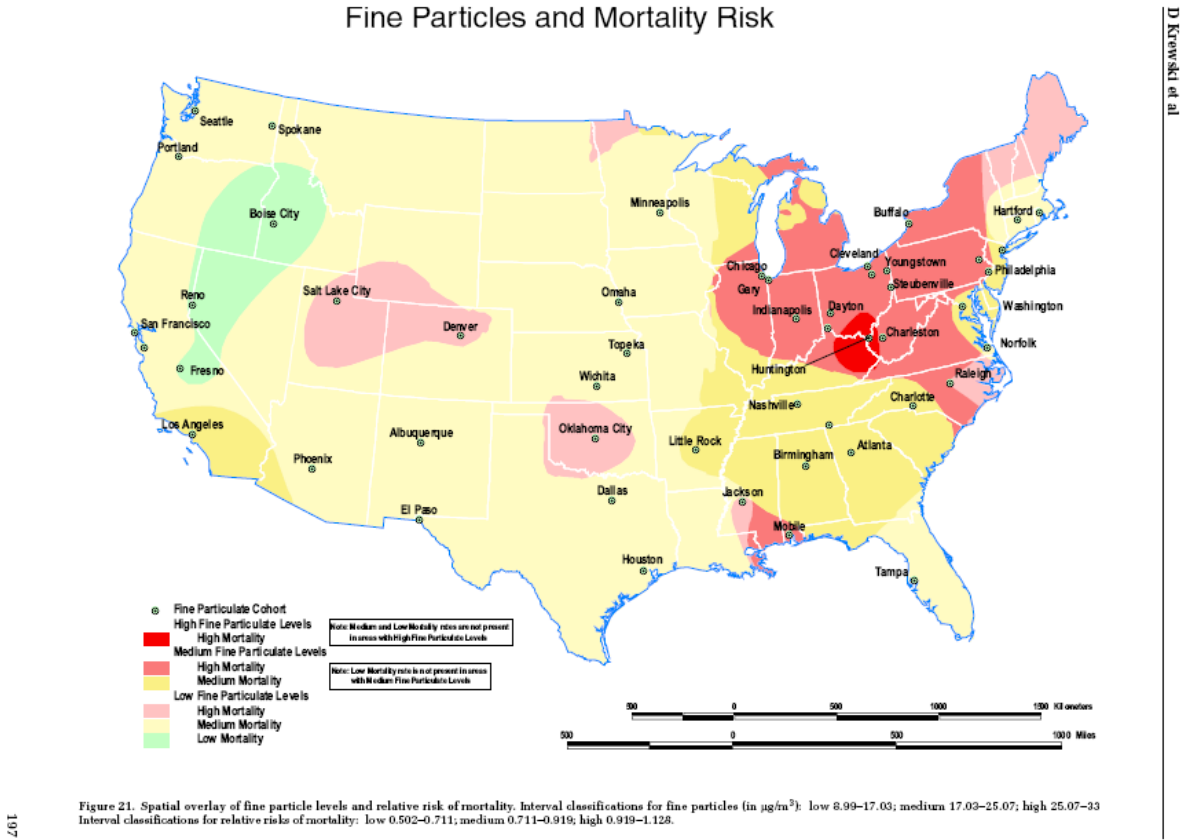 Fine Particles and Mortality Risk
D Krewski et al
Seattle
Spokane
Portland
Boise City
Minneapolis
Buffalo
Hartford
Cleveland
Youngstown
Chicago
Philadelphia
Gary
Steubenville
Reno
Salt Lake City
Omaha
Indianapolis
Dayton
Washington
San Francisco
Denver
Charleston
Topeka
Norfolk
Fresno
Huntington
Wichita
Raleigh
Nashville
Charlotte
Los Angeles
Albuquerque
Oklahoma City
Little Rock
Atlanta
Phoenix
Birmingham
Dallas
Jackson
El Paso
Mobile
Houston
Tampa
Fine Particulate Cohort
High Fine Particulate Levels
High Mortality
Note: Medium and Low Mortality rates are not present
in areas with High Fine Particulate Levels
Medium Fine Particulate Levels
High Mortality
Medium Mortality
Note: Low Mortality rate is not present in areas
with Medium Fine Particulate Levels
Low Fine Particulate Levels
High Mortality
Medium Mortality
Low Mortality
500 0 500 1000 1500 Kilometers
500 0 500 1000 Miles
Figure 21. Spatial overlay of fine particle levels and relative risk of mortality. Interval classifications for fine particles (in µg/m³): low 8.99–17.03; medium 17.03–25.07; high 25.07–33
Interval classifications for relative risks of mortality: low 0.502–0.711; medium 0.711–0.919; high 0.919–1.128.
197